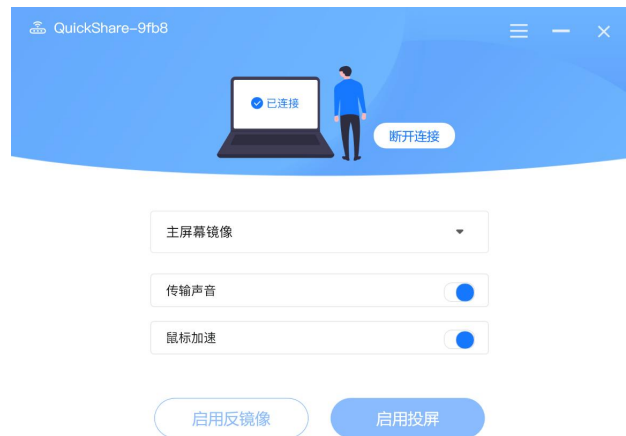 QuickShare-9fb8
已连接
断开连接
主屏幕镜像
传输声音
鼠标加速
启用反镜像
启用投屏